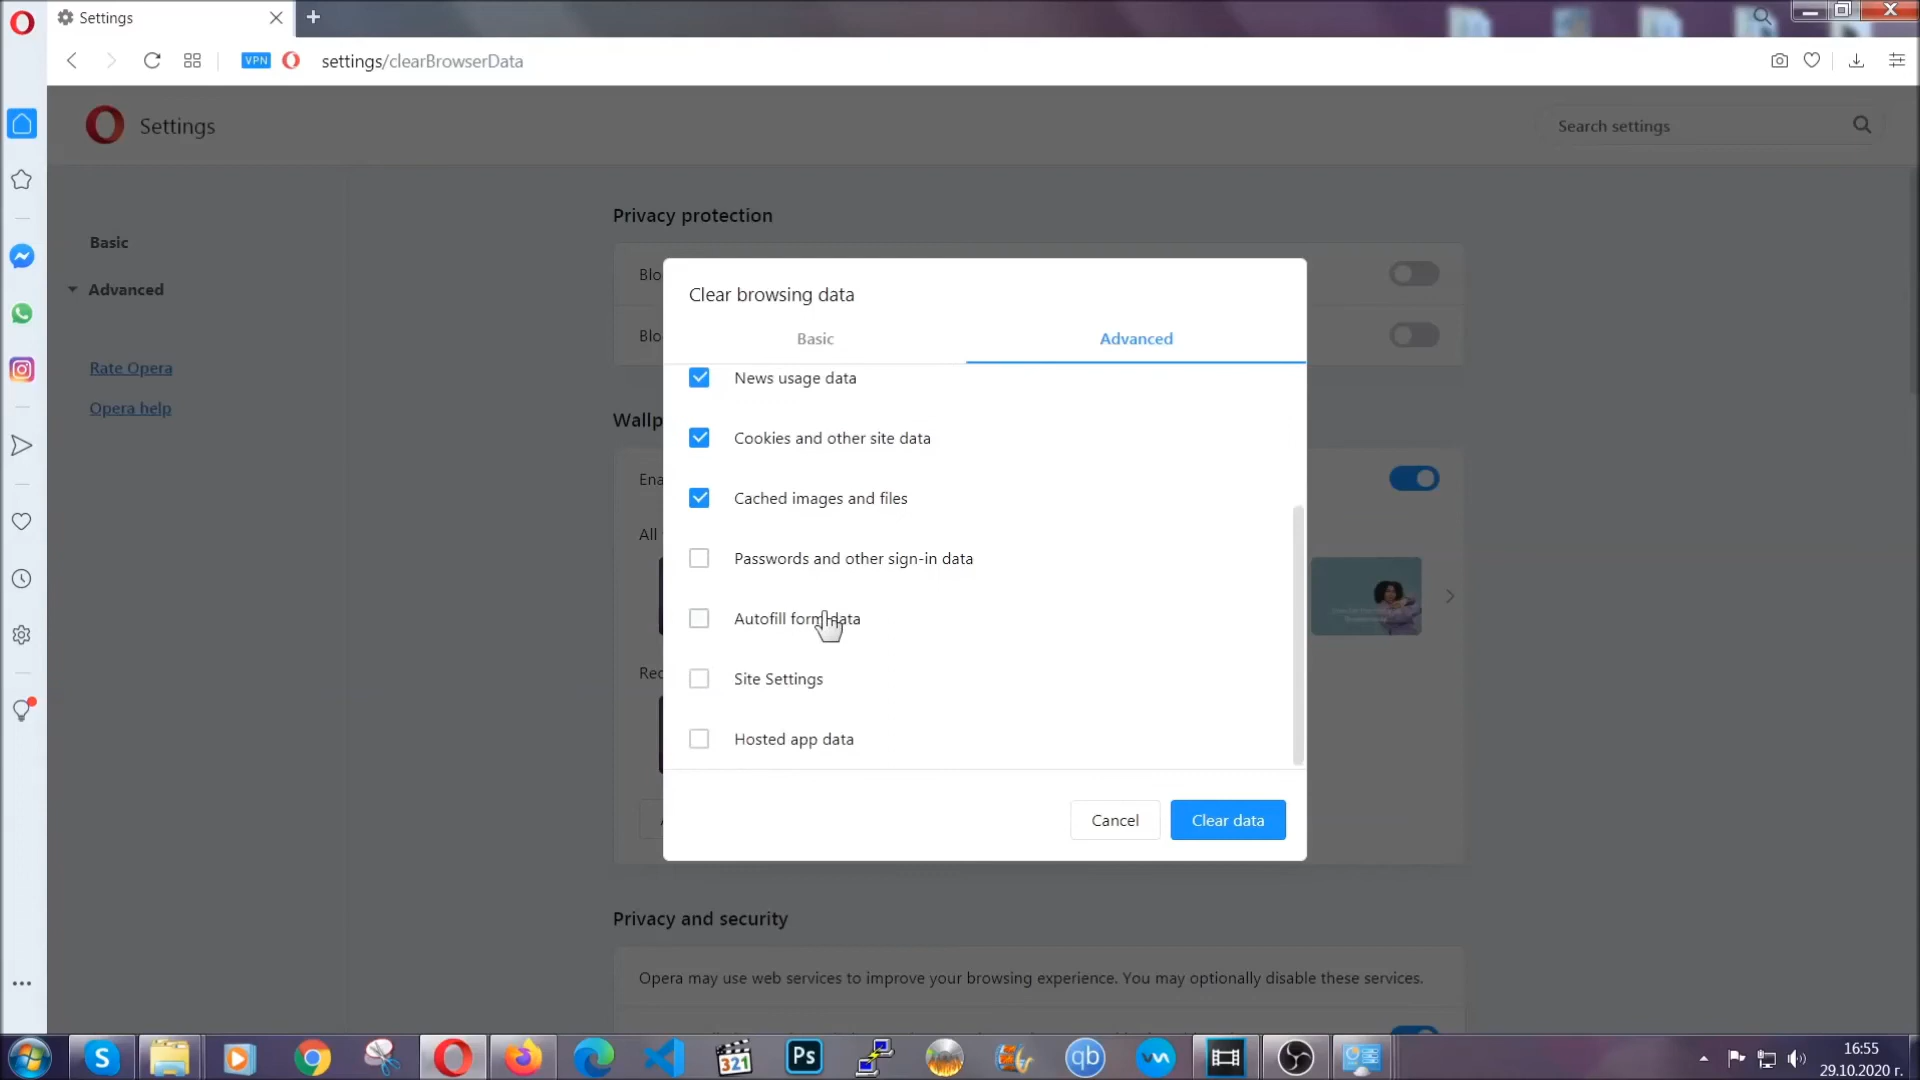 Settings
VPN
settings/clearBrowserData
Settings
Search settings
Basic
Advanced
Rate Opera
Opera help
Privacy protection
Blo
Blo
Wallp
Ena
All
Rec
Clear browsing data
Basic
Advanced
News usage data
Cookies and other site data
Cached images and files
Passwords and other sign-in data
Autofill form data
Site Settings
Hosted app data
Cancel
Clear data
Privacy and security
Opera may use web services to improve your browsing experience. You may optionally disable these services.
S
321
Ps
qb
16:55
29.10.2020 г.